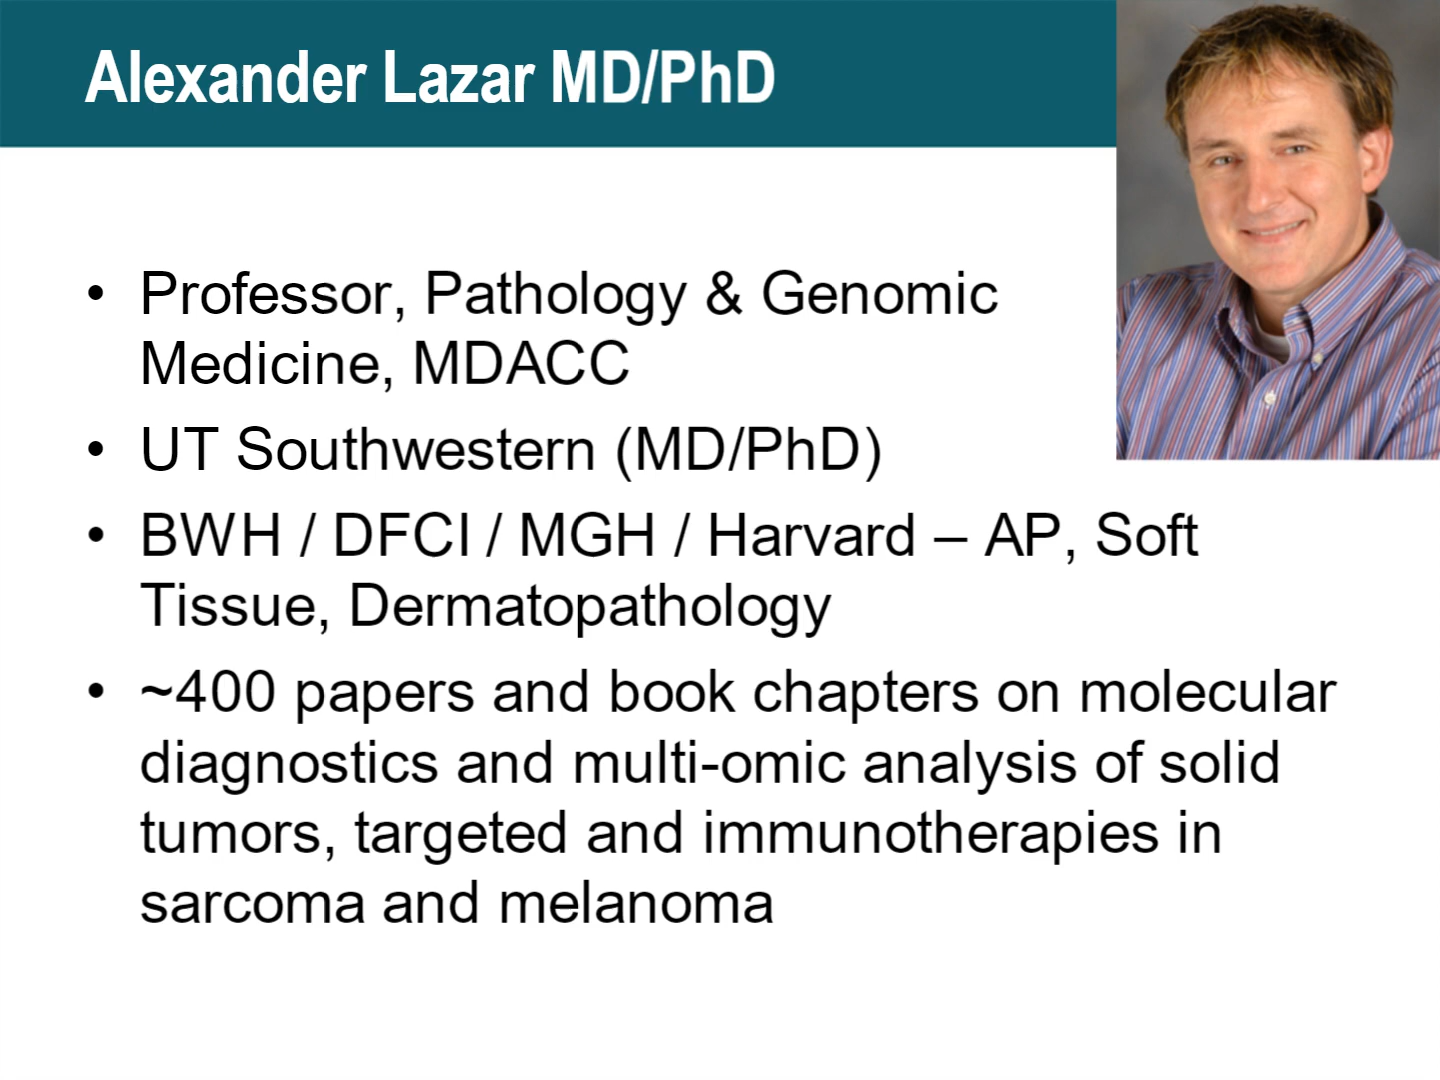 Alexander Lazar MD/PhD
• Professor, Pathology & Genomic
Medicine, MDACC
• UT Southwestern (MD/PhD)
• BWH / DFCI / MGH / Harvard – AP, Soft
Tissue, Dermatopathology
• ~400 papers and book chapters on molecular
diagnostics and multi-omic analysis of solid
tumors, targeted and immunotherapies in
sarcoma and melanoma